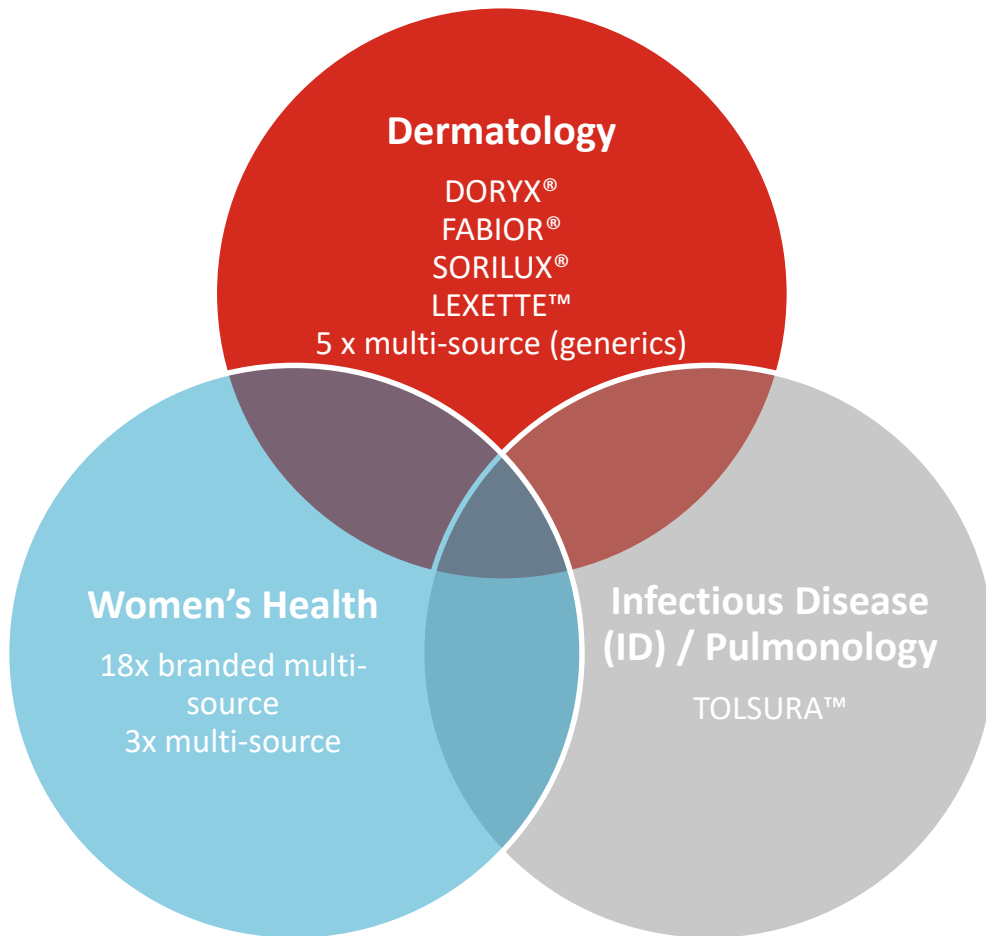 Dermatology
DORYX®
FABIOR®
SORILUX®
LEXETTE™
5 x multi-source (generics)
Women’s Health
18x branded multi-
source
3x multi-source
Infectious Disease
(ID) / Pulmonology
TOLSURA™